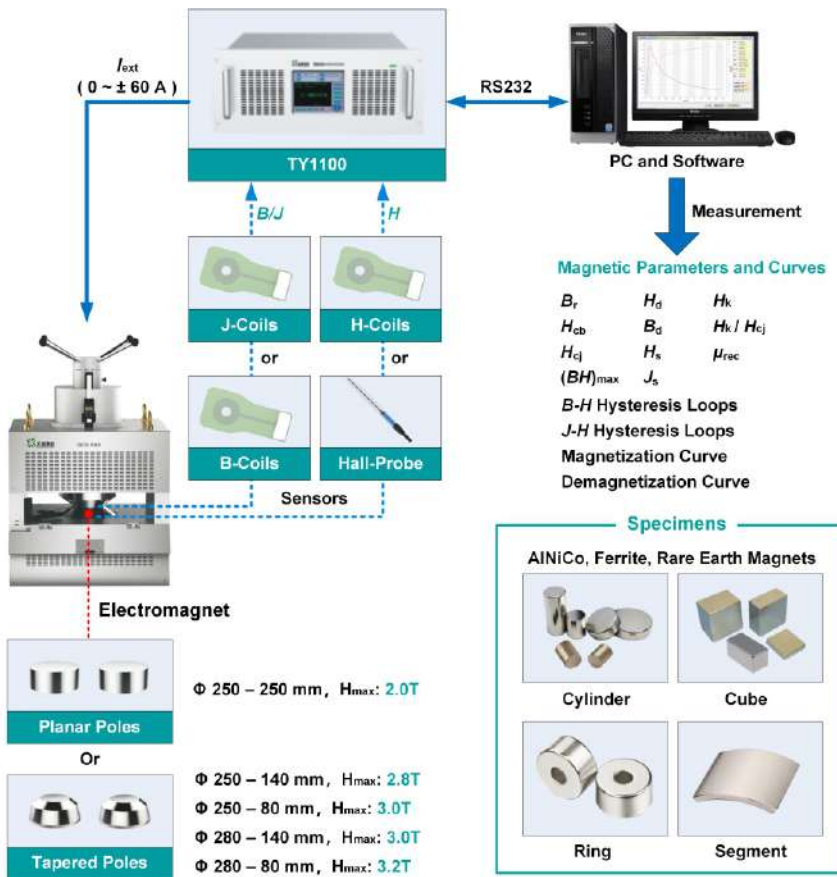 Iext
( 0 ~ ± 60 A )
TY1100
RS232
PC and Software
B/J
H
Measurement
J-Coils
H-Coils
or
or
B-Coils
Hall-Probe
Sensors
Magnetic Parameters and Curves
Br Hd Hk
Hcb Bd Hk / Hcj
Hcj Hs μrec
(BH)max Js
B-H Hysteresis Loops
J-H Hysteresis Loops
Magnetization Curve
Demagnetization Curve
Electromagnet
Planar Poles
Φ 250 – 250 mm, Hmax: 2.0T
Or
Tapered Poles
Φ 250 – 140 mm, Hmax: 2.8T
Φ 250 – 80 mm, Hmax: 3.0T
Φ 280 – 140 mm, Hmax: 3.0T
Φ 280 – 80 mm, Hmax: 3.2T
Specimens
AlNiCo, Ferrite, Rare Earth Magnets
Cylinder
Cube
Ring
Segment